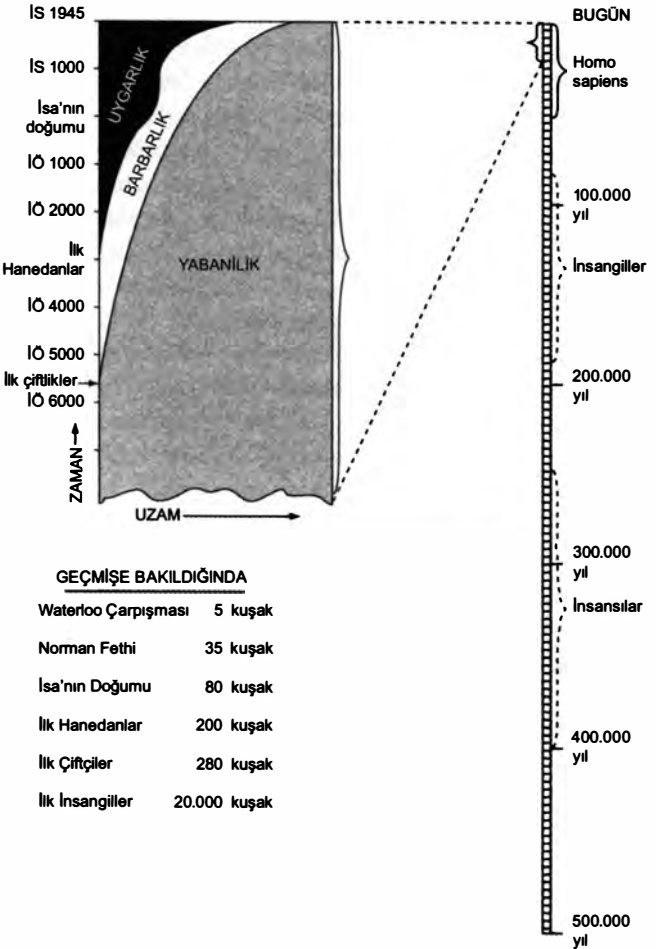 İS 1945
İS 1000
İsa'nın
doğumu
İÖ 1000
İÖ 2000
İlk
Hanedanlar
İÖ 4000
İÖ 5000
İlk çiftlikler
İÖ 6000
ZAMAN
UZAM
UYGARLIK
BARBARLIK
YABANİLİK
BUGÜN
Homo
sapiens
100.000
yıl
İnsangiller
200.000
yıl
300.000
yıl
İnsansılar
400.000
yıl
500.000
yıl
GEÇMİŞE BAKILDIĞINDA
Waterloo Çarpışması 5 kuşak
Norman Fethi 35 kuşak
İsa'nın Doğumu 80 kuşak
İlk Hanedanlar 200 kuşak
İlk Çiftçiler 280 kuşak
İlk İnsangiller 20.000 kuşak